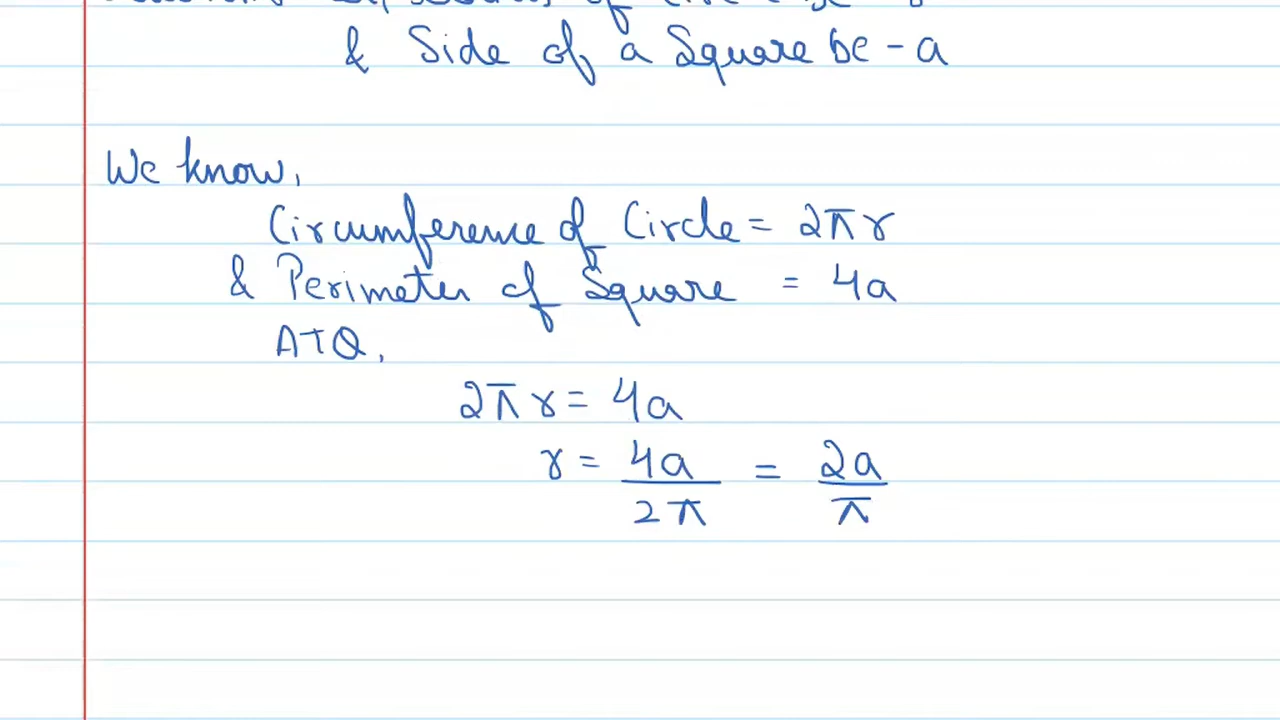 & Side of a Square be - a
We know,
Circumference of Circle = 2πr
& Perimeter of Square = 4a
ATQ,
2πr = 4a
r = 4a/2π = 2a/π